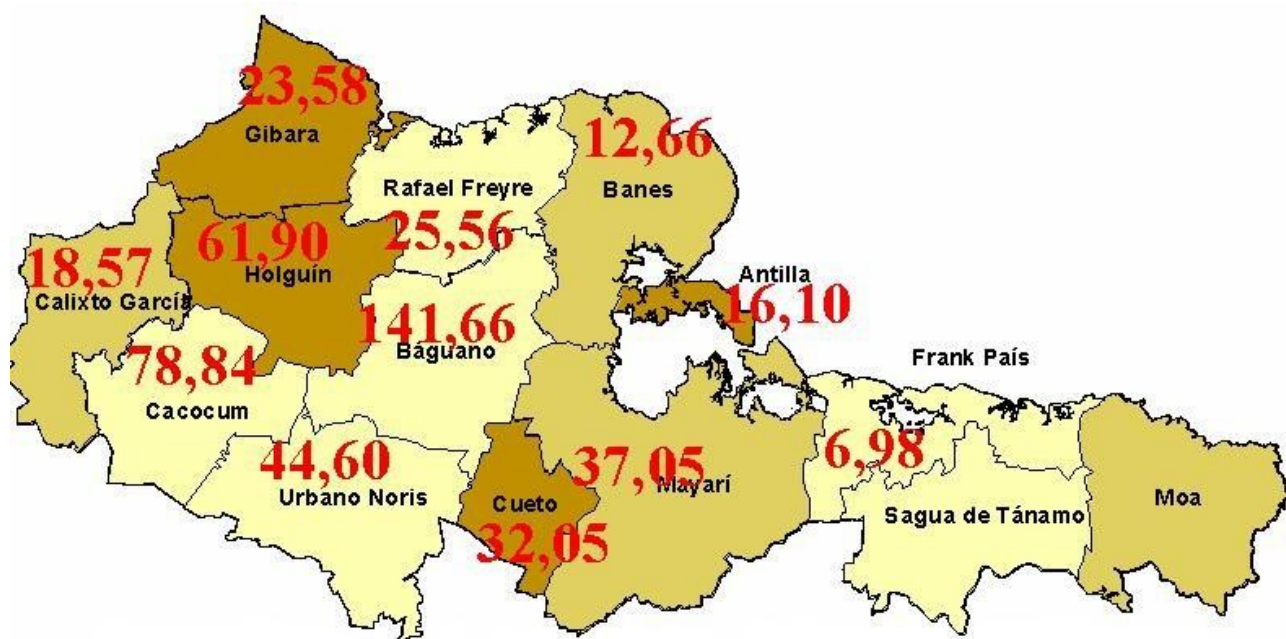 23,58
Gibara
12,66
Rafael Freyre
Banes
25,56
61,90
18,57
Holguín
Calixto García
Antilla
16,10
141,66
Báguano
78,84
Cacocum
Frank País
44,60
Urbano Noris
37,05
Mayarí
6,98
Cueto
32,05
Sagua de Tánamo
Moa